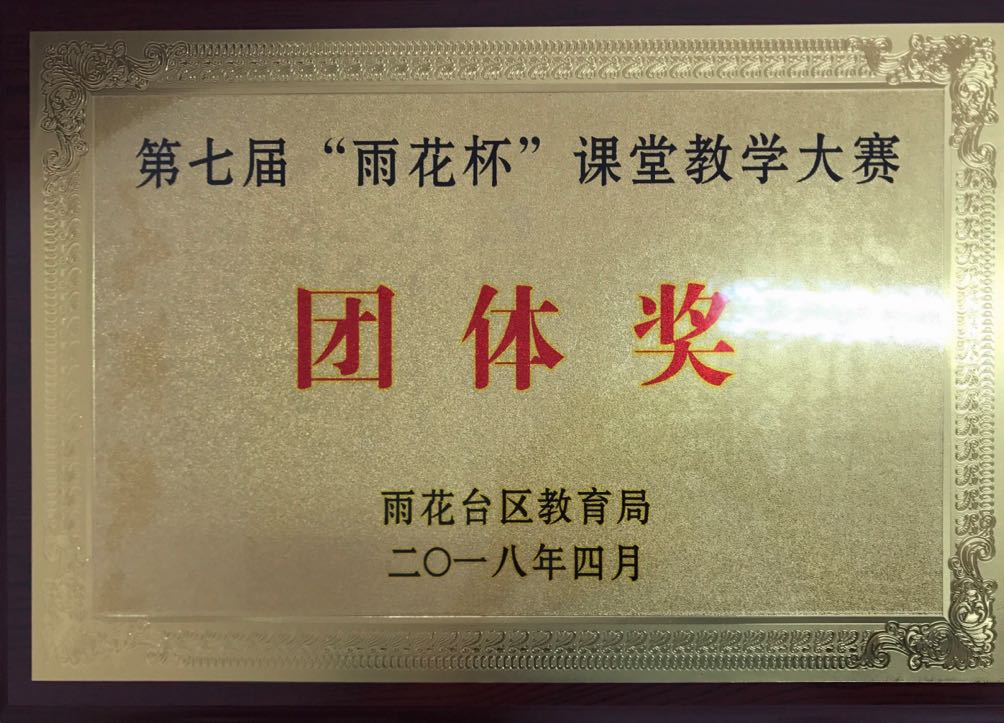 第七届“雨花杯”课堂教学大赛
团体奖
雨花台区教育局
二〇一八年四月